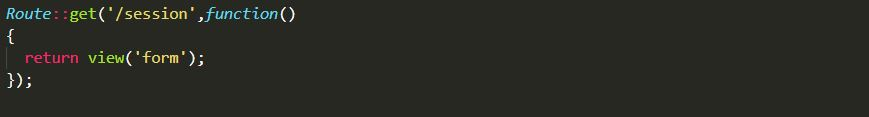 Route::get('/session',function()
{
  return view('form');
});